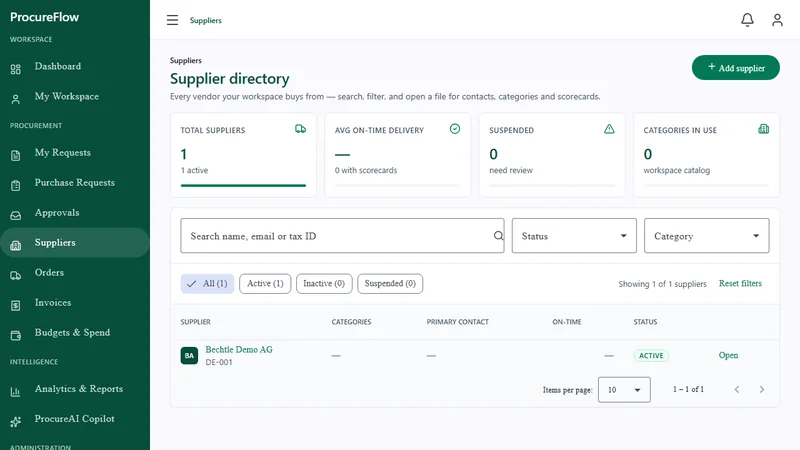 ProcureFlow
WORKSPACE
Dashboard
My Workspace
PROCUREMENT
My Requests
Purchase Requests
Approvals
Suppliers
Orders
Invoices
Budgets & Spend
INTELLIGENCE
Analytics & Reports
ProcureAI Copilot
ADMINISTRATION
Suppliers
Suppliers
Supplier directory
Every vendor your workspace buys from — search, filter, and open a file for contacts, categories and scorecards.
+ Add supplier
TOTAL SUPPLIERS
1
1 active
AVG ON-TIME DELIVERY
—
0 with scorecards
SUSPENDED
0
need review
CATEGORIES IN USE
0
workspace catalog
Search name, email or tax ID
Status
Category
All (1) Active (1) Inactive (0) Suspended (0) Showing 1 of 1 suppliers Reset filters
SUPPLIER CATEGORIES PRIMARY CONTACT ON-TIME STATUS
BA Bechtle Demo AG — — — ACTIVE Open
DE-001
Items per page: 10 1 – 1 of 1